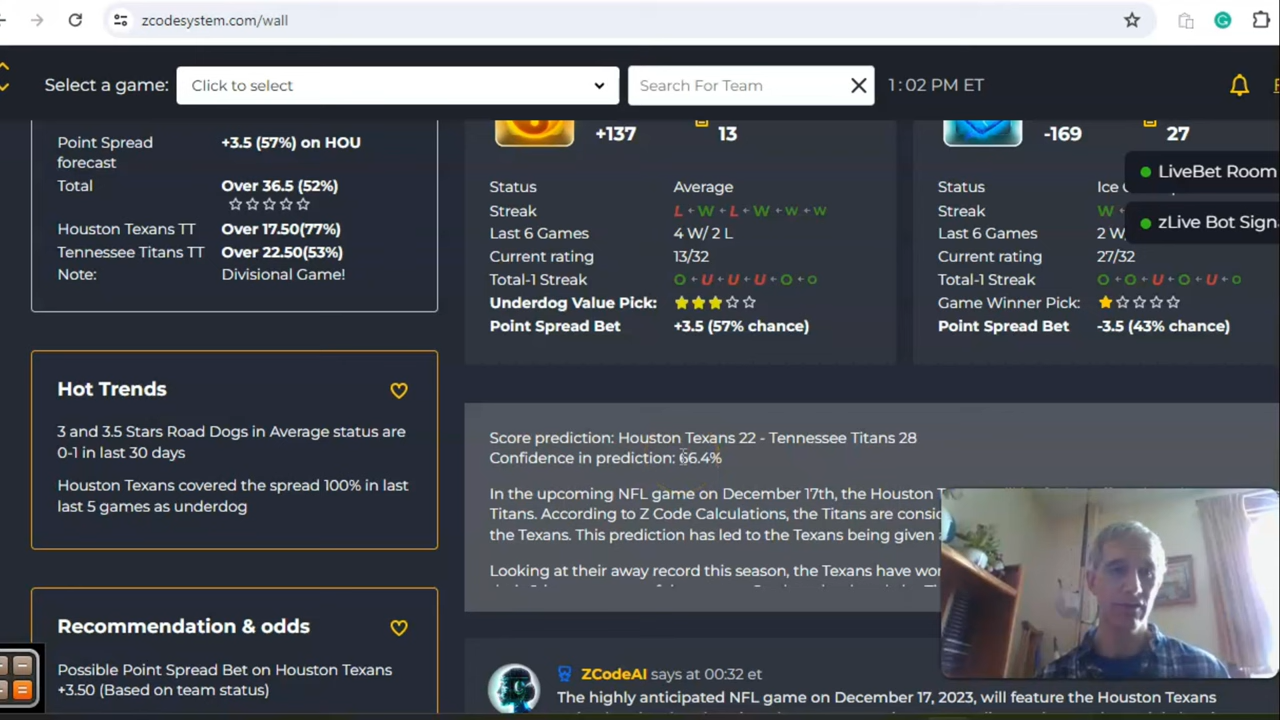 zcodesystem.com/wall
Select a game:
Click to select
Search For Team
1:02 PM ET
Point Spread
forecast
+3.5 (57%) on HOU
Total
Over 36.5 (52%)
Houston Texans TT
Over 17.50(77%)
Tennessee Titans TT
Over 22.50(53%)
Note:
Divisional Game!
Hot Trends
3 and 3.5 Stars Road Dogs in Average status are
0-1 in last 30 days
Houston Texans covered the spread 100% in last
last 5 games as underdog
Recommendation & odds
Possible Point Spread Bet on Houston Texans
+3.50 (Based on team status)
+137
13
Status
Average
Streak
L W L W W W
Last 6 Games
4 W/ 2 L
Current rating
13/32
Total-1 Streak
O U U U O O
Underdog Value Pick:
Point Spread Bet
+3.5 (57% chance)
-169
27
Status
Ice
Streak
W
Last 6 Games
2 W
Current rating
27/32
Total-1 Streak
O O U O U O
Game Winner Pick:
Point Spread Bet
-3.5 (43% chance)
LiveBet Room
zLive Bot
Score prediction: Houston Texans 22 - Tennessee Titans 28
Confidence in prediction: 66.4%
In the upcoming NFL game on December 17th, the Houston
Titans. According to Z Code Calculations, the Titans are
the Texans. This prediction has led to the Texans being given
Looking at their away record this season, the Texans have
ZCodeAI says at 00:32 et
The highly anticipated NFL game on December 17, 2023, will feature the Houston Texans